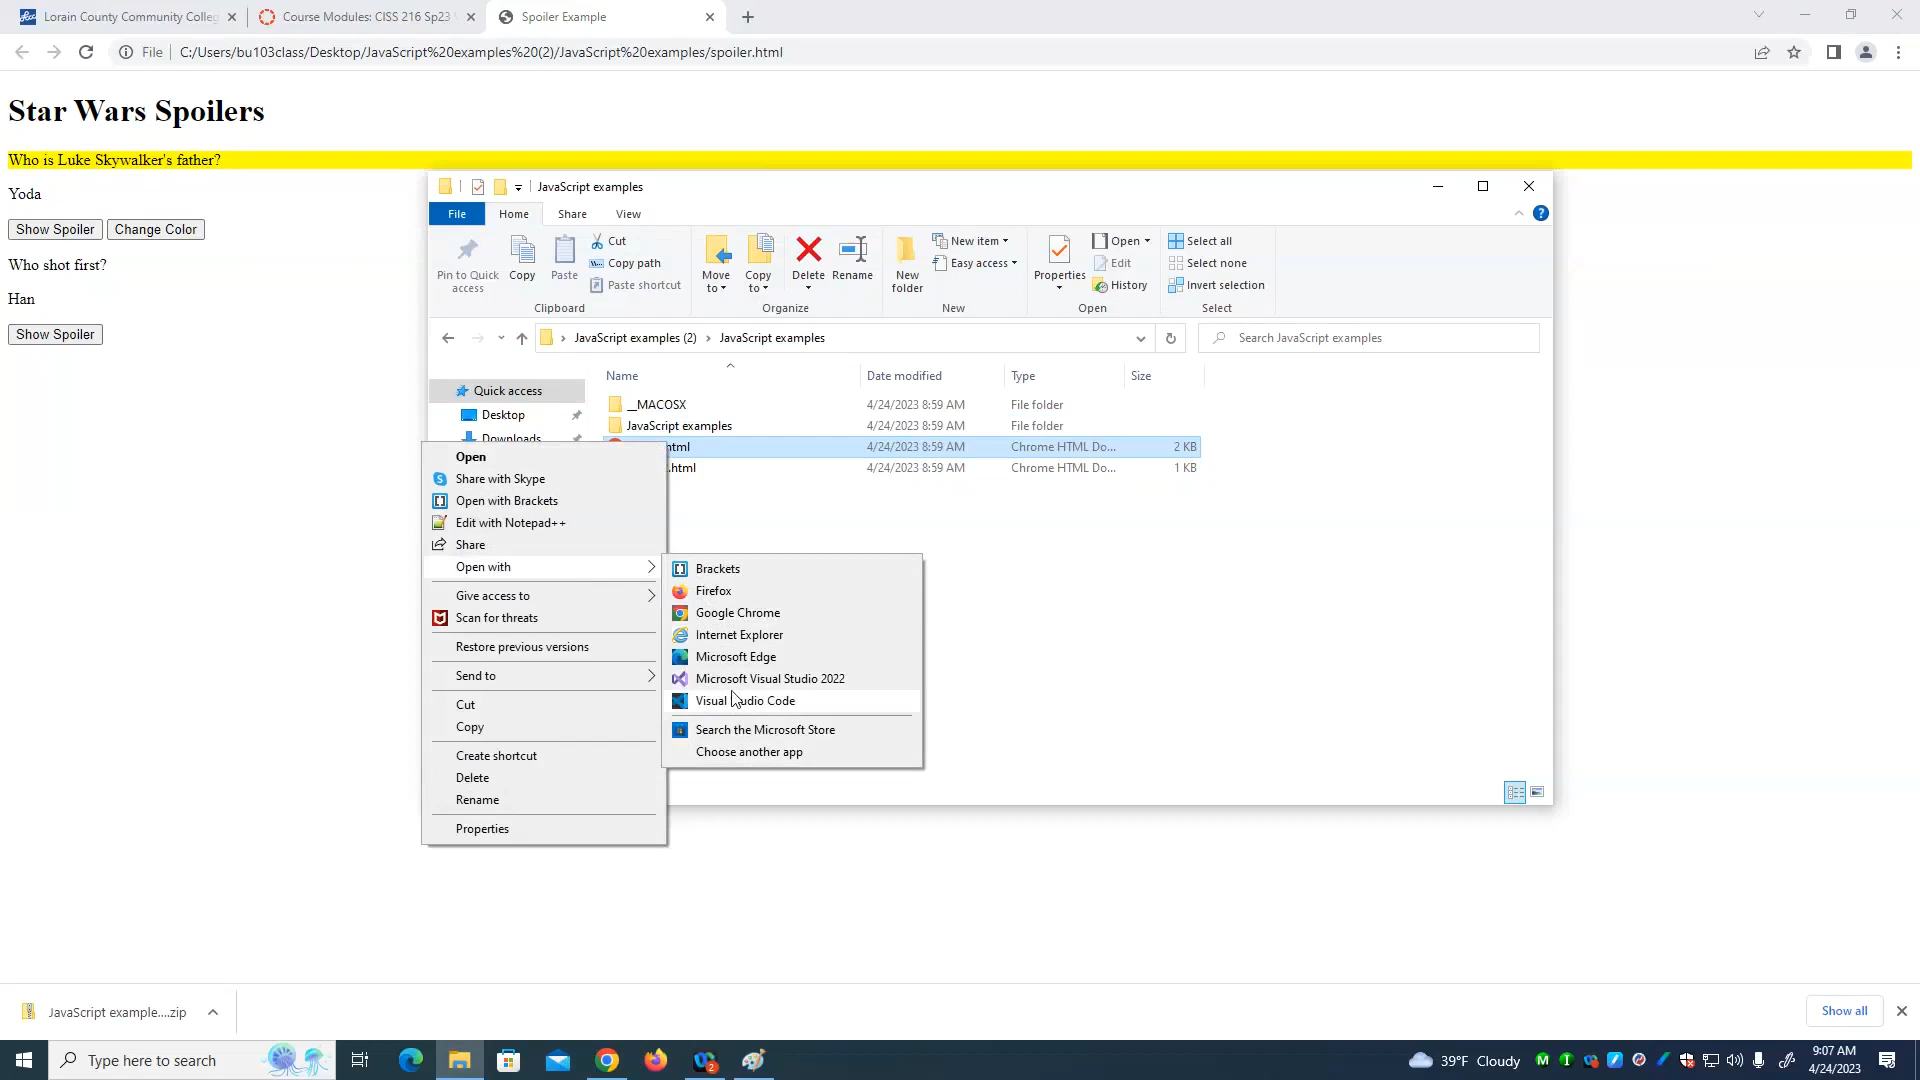 Lorain County Community Colleg
Course Modules: CISS 216 Sp23
Spoiler Example
File
C:/Users/bu103class/Desktop/JavaScript%20examples%20(2)/JavaScript%20examples/spoiler.html
Star Wars Spoilers
Who is Luke Skywalker's father?
Yoda
Show Spoiler
Change Color
Who shot first?
Han
Show Spoiler
JavaScript examples
File
Home
Share
View
Pin to Quick
access
Copy
Paste
Cut
Copy path
Paste shortcut
Clipboard
Move
to
Copy
to
Delete
Rename
Organize
New
folder
New item
Easy access
New
Properties
Open
Edit
History
Open
Select all
Select none
Invert selection
Select
JavaScript examples (2)
JavaScript examples
Search JavaScript examples
Name
Date modified
Type
Size
Quick access
Desktop
Downloads
__MACOSX 4/24/2023 8:59 AM File folder
JavaScript examples 4/24/2023 8:59 AM File folder
html 4/24/2023 8:59 AM Chrome HTML Do... 2 KB
.html 4/24/2023 8:59 AM Chrome HTML Do... 1 KB
Open
Share with Skype
Open with Brackets
Edit with Notepad++
Share
Open with
Give access to
Scan for threats
Restore previous versions
Send to
Cut
Copy
Create shortcut
Delete
Rename
Properties
Brackets
Firefox
Google Chrome
Internet Explorer
Microsoft Edge
Microsoft Visual Studio 2022
Visual Studio Code
Search the Microsoft Store
Choose another app
JavaScript example....zip
Show all
Type here to search
2
39°F Cloudy
9:07 AM
4/24/2023